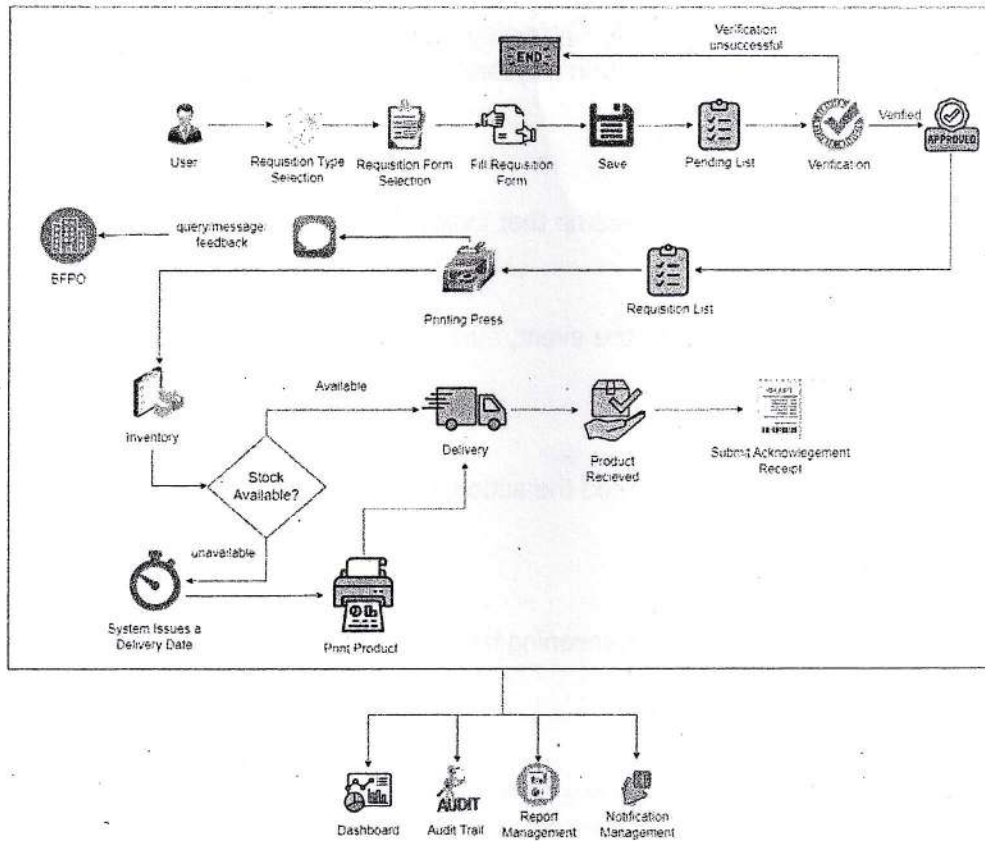 Verification
unsuccessful
END
User
Requisition Type
Selection
Requisition Form
Selection
Fill Requisition
Form
Save
Pending List
Verification
Verified
APPROVED
BFPO
query/message/
feedback
Printing Press
Requisition List
Inventory
Available
Stock
Available?
Delivery
Product
Recieved
Submit Acknowledgement
Receipt
unavailable
System Issues a
Delivery Date
Print Product
Dashboard
AUDIT
Audit Trail
Report
Management
Notification
Management